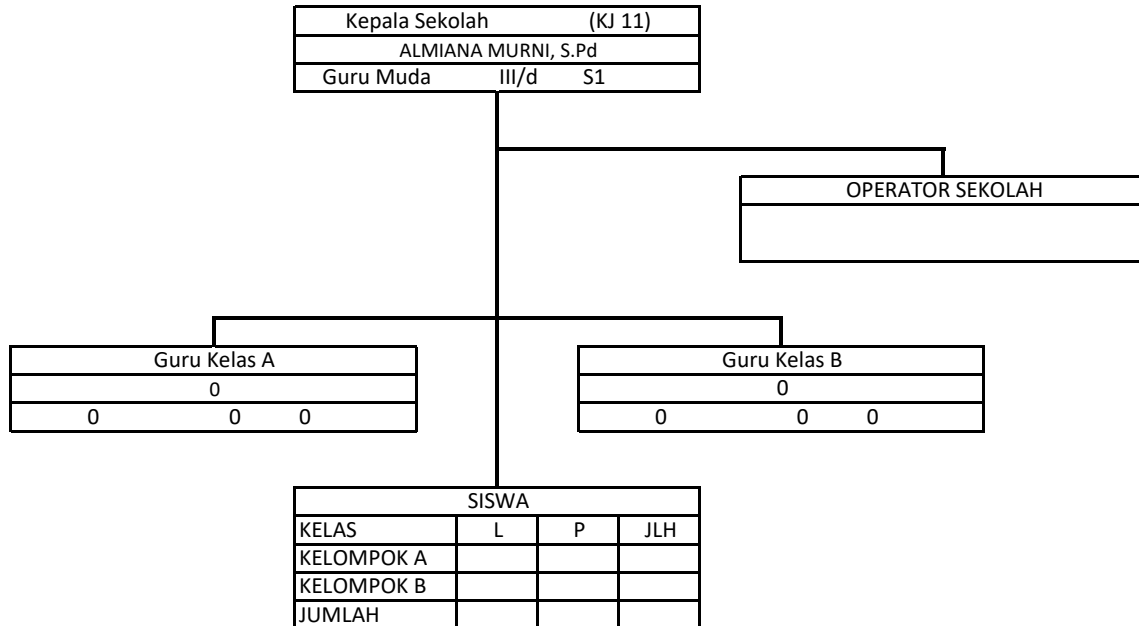 Kepala Sekolah (KJ 11)
ALMIANA MURNI, S.Pd
Guru Muda III/d S1
OPERATOR SEKOLAH
Guru Kelas A
0
0 0 0
Guru Kelas B
0
0 0 0
SISWA
KELAS L P JLH
KELOMPOK A
KELOMPOK B
JUMLAH